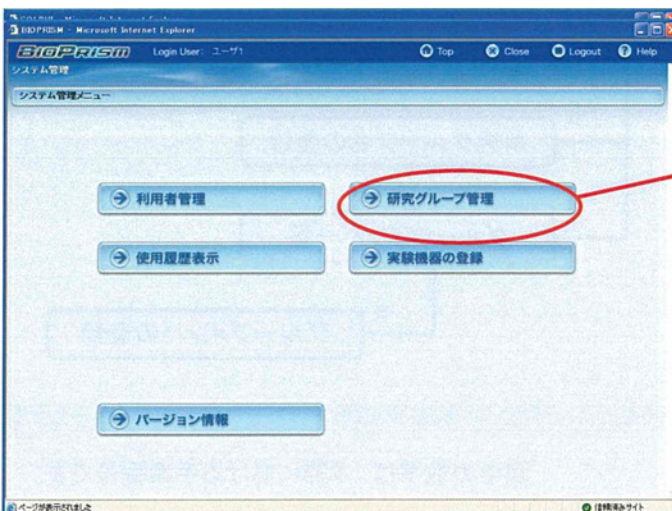 BIOPRISM - Microsoft Internet Explorer
BIOPRISM Login User: ユーザ1 Top Close Logout Help
システム管理
システム管理メニュー
利用者管理 研究グループ管理
使用履歴表示 実験機器の登録
バージョン情報
ページが表示されました 信頼済みサイト